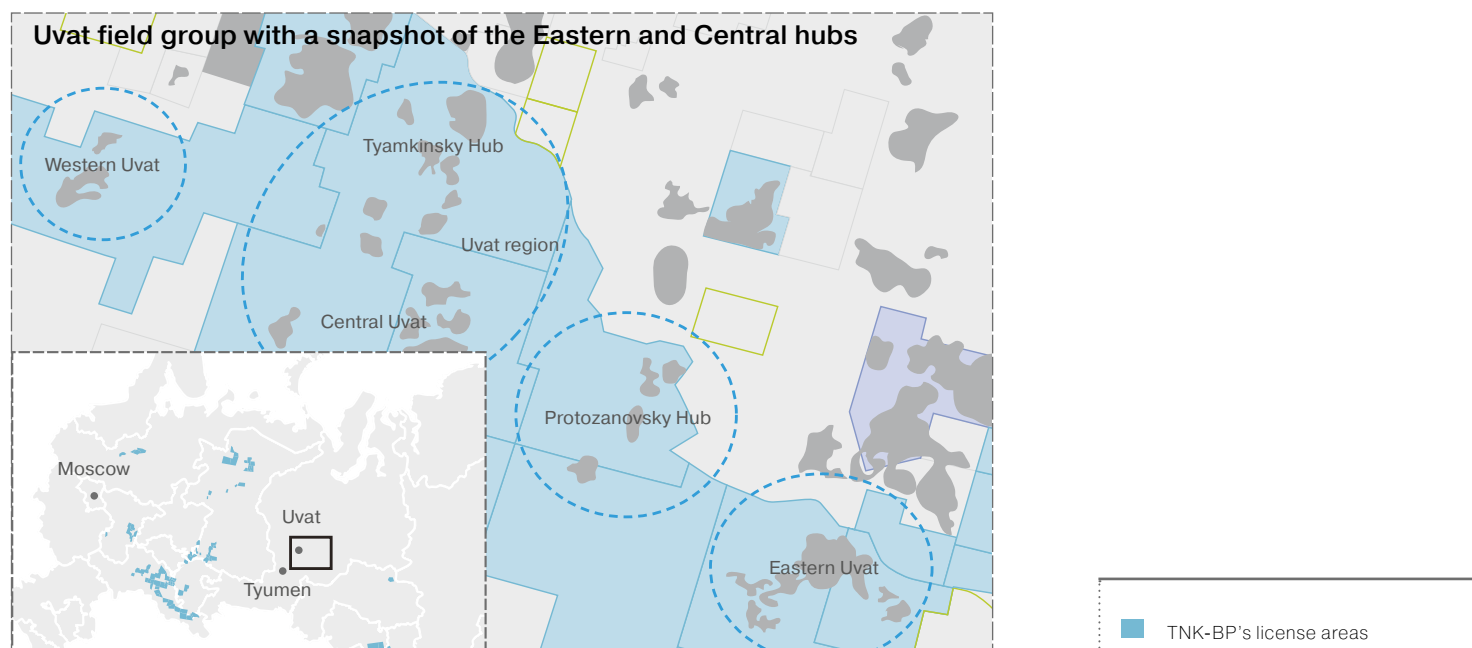 Uvat field group with a snapshot of the Eastern and Central hubs
Tyamkinsky Hub
Western Uvat
Uvat region
Central Uvat
Protozanovsky Hub
Moscow
Uvat
Eastern Uvat
Tyumen
TNK-BP’s license areas